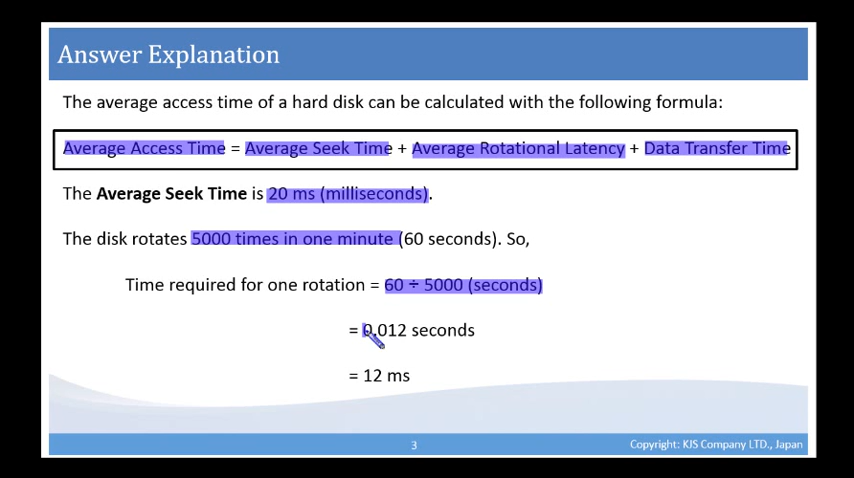 Answer Explanation
The average access time of a hard disk can be calculated with the following formula:
Average Access Time = Average Seek Time + Average Rotational Latency + Data Transfer Time
The Average Seek Time is 20 ms (milliseconds).
The disk rotates 5000 times in one minute (60 seconds). So,
Time required for one rotation = 60 ÷ 5000 (seconds)
= 0.012 seconds
= 12 ms
3
Copyright: KJS Company LTD., Japan